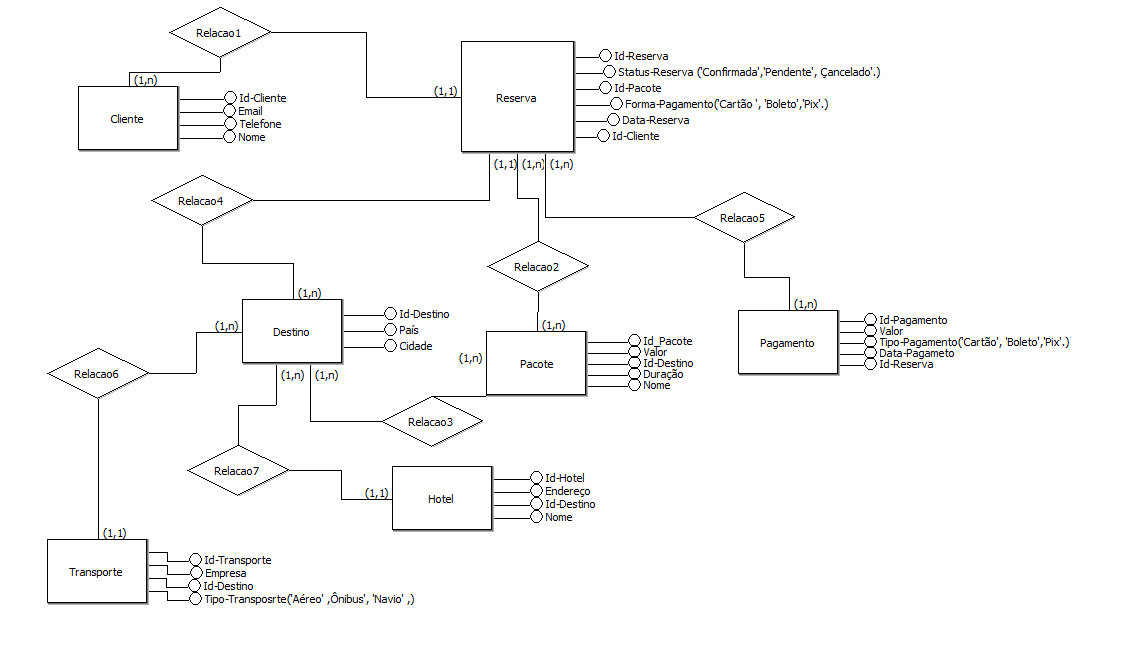 Relacao1
(1,n)
Cliente
Id-Cliente
Email
Telefone
Nome
(1,1)
Reserva
Id-Reserva
Status-Reserva ('Confirmada','Pendente', Çancelado'.)
Id-Pacote
Forma-Pagamento('Cartão ', 'Boleto','Pix'.)
Data-Reserva
Id-Cliente
(1,1)
(1,n)
(1,n)
Relacao4
Relacao5
Relacao2
(1,n)
Destino
Id-Destino
País
Cidade
(1,n)
(1,n)
(1,n)
(1,n)
Pacote
(1,n)
Id_Pacote
Valor
Id-Destino
Duração
Nome
(1,n)
Pagamento
Id-Pagamento
Valor
Tipo-Pagamento('Cartão', 'Boleto','Pix'.)
Data-Pagameto
Id-Reserva
Relacao6
Relacao3
Relacao7
(1,1)
Hotel
Id-Hotel
Endereço
Id-Destino
Nome
(1,1)
Transporte
Id-Transporte
Empresa
Id-Destino
Tipo-Transposrte('Aéreo' ,Ônibus', 'Navio' ,)